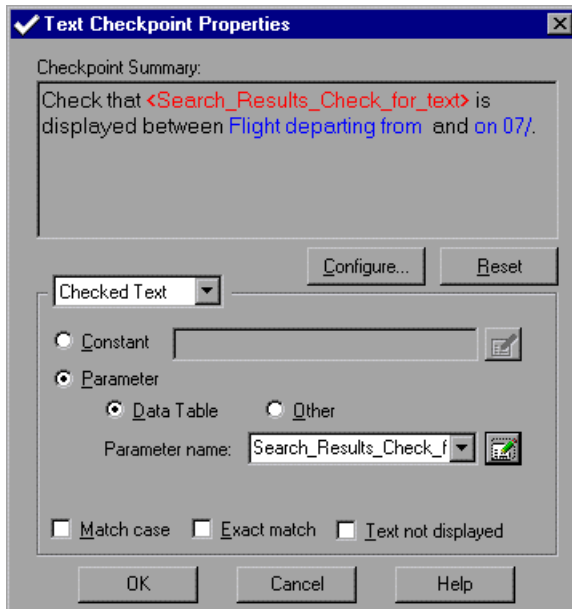 Text Checkpoint Properties
Checkpoint Summary:
Check that <Search_Results_Check_for_text> is
displayed between Flight departing from and on 07/.
Configure... Reset
Checked Text
Constant
Parameter
Data Table Other
Parameter name: Search_Results_Check_f
Match case Exact match Text not displayed
OK Cancel Help